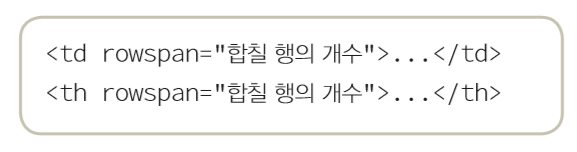 <td rowspan="합칠 행의 개수">...</td>
<th rowspan="합칠 행의 개수">...</th>